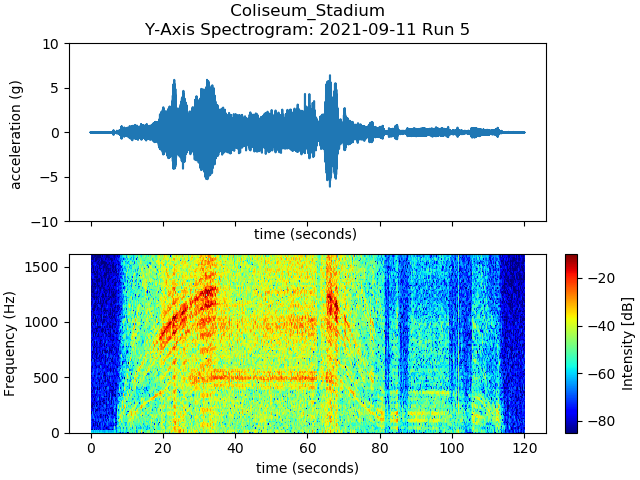 Coliseum_Stadium
Y-Axis Spectrogram: 2021-09-11 Run 5
10
5
0
−5
−10
acceleration (g)
time (seconds)
1500
1000
500
0
Frequency (Hz)
0 20 40 60 80 100 120
time (seconds)
−20
−40
−60
−80
Intensity [dB]